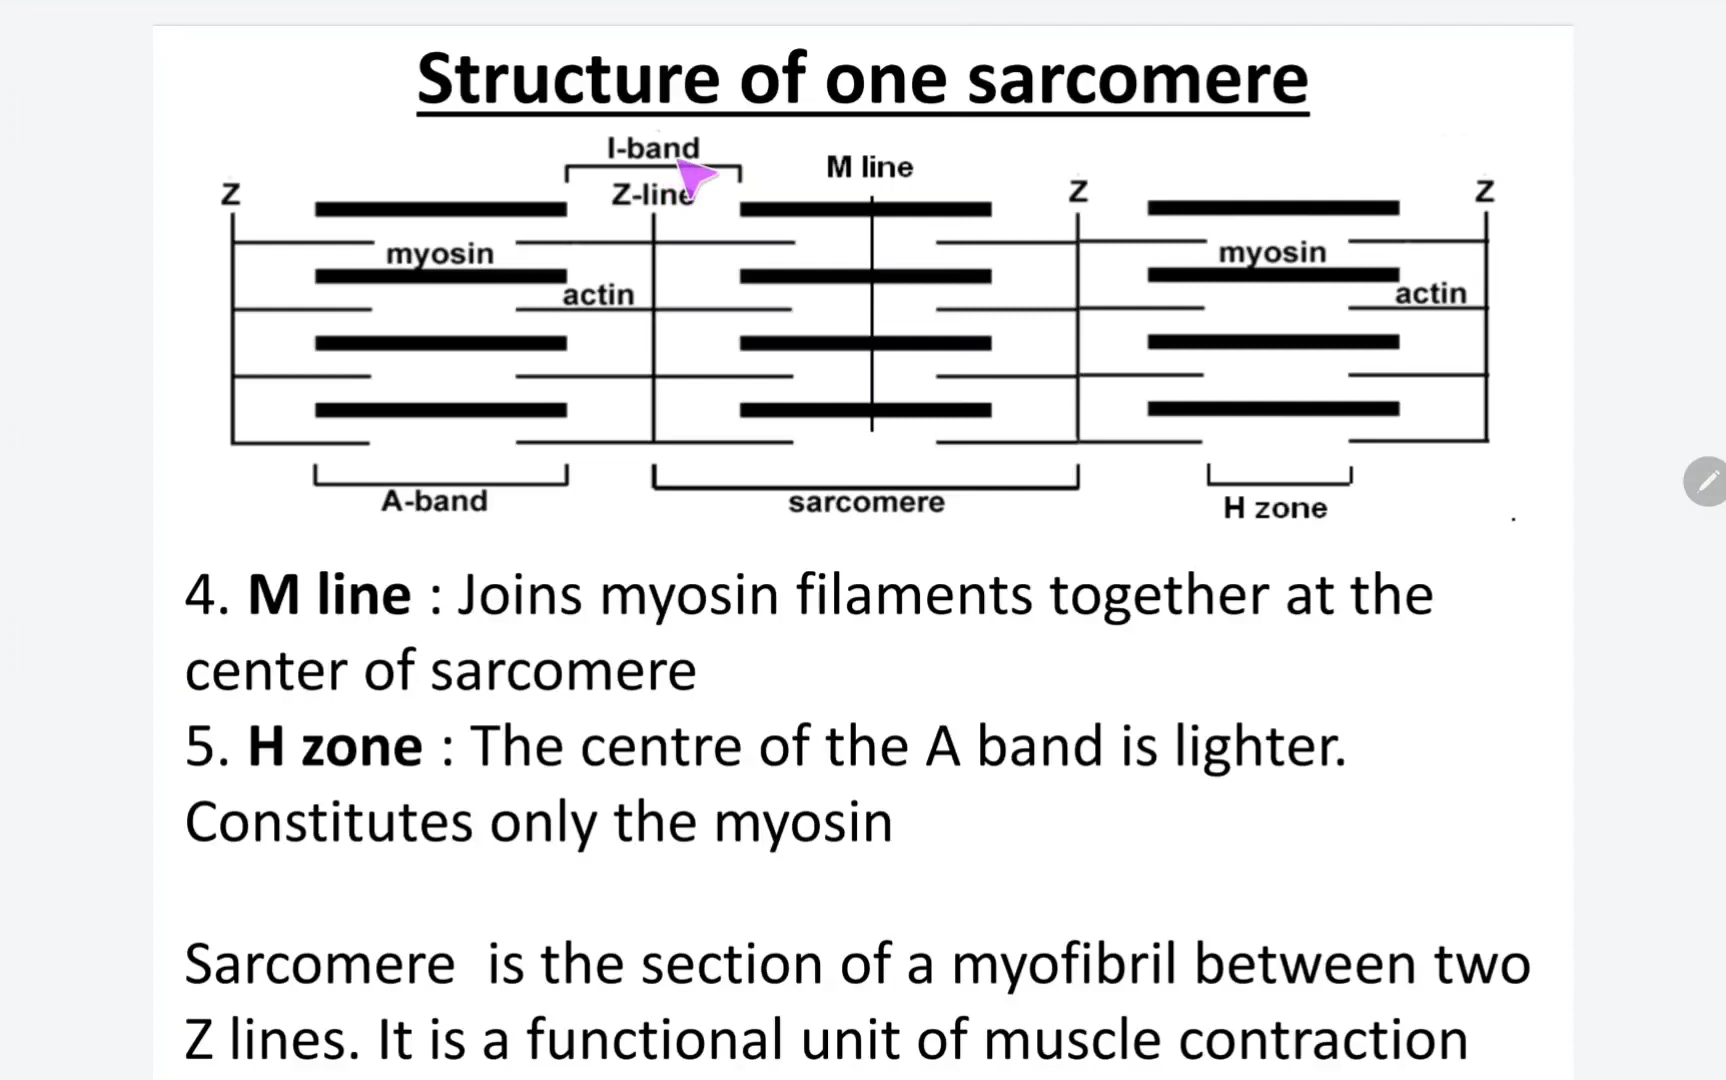 Structure of one sarcomere
I-band
M line
Z
Z-line
Z
Z
myosin
myosin
actin
actin
A-band
sarcomere
H zone
4. M line : Joins myosin filaments together at the
center of sarcomere
5. H zone : The centre of the A band is lighter.
Constitutes only the myosin
Sarcomere is the section of a myofibril between two
Z lines. It is a functional unit of muscle contraction